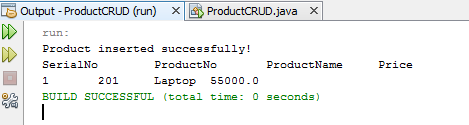 Output - ProductCRUD (run) ProductCRUD.java
run:
Product inserted successfully!
SerialNo ProductNo ProductName Price
1 201 Laptop 55000.0
BUILD SUCCESSFUL (total time: 0 seconds)